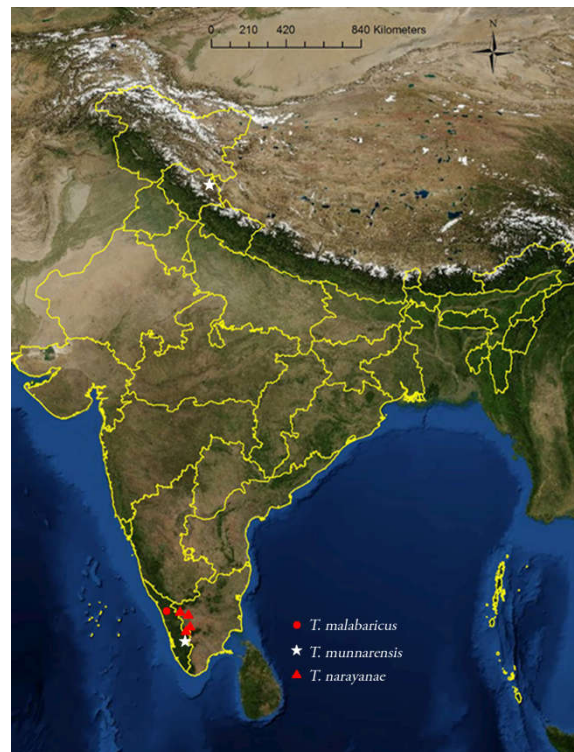 N
0 210 420 840 Kilometers
T. malabaricus
T. munnarensis
T. narayanae